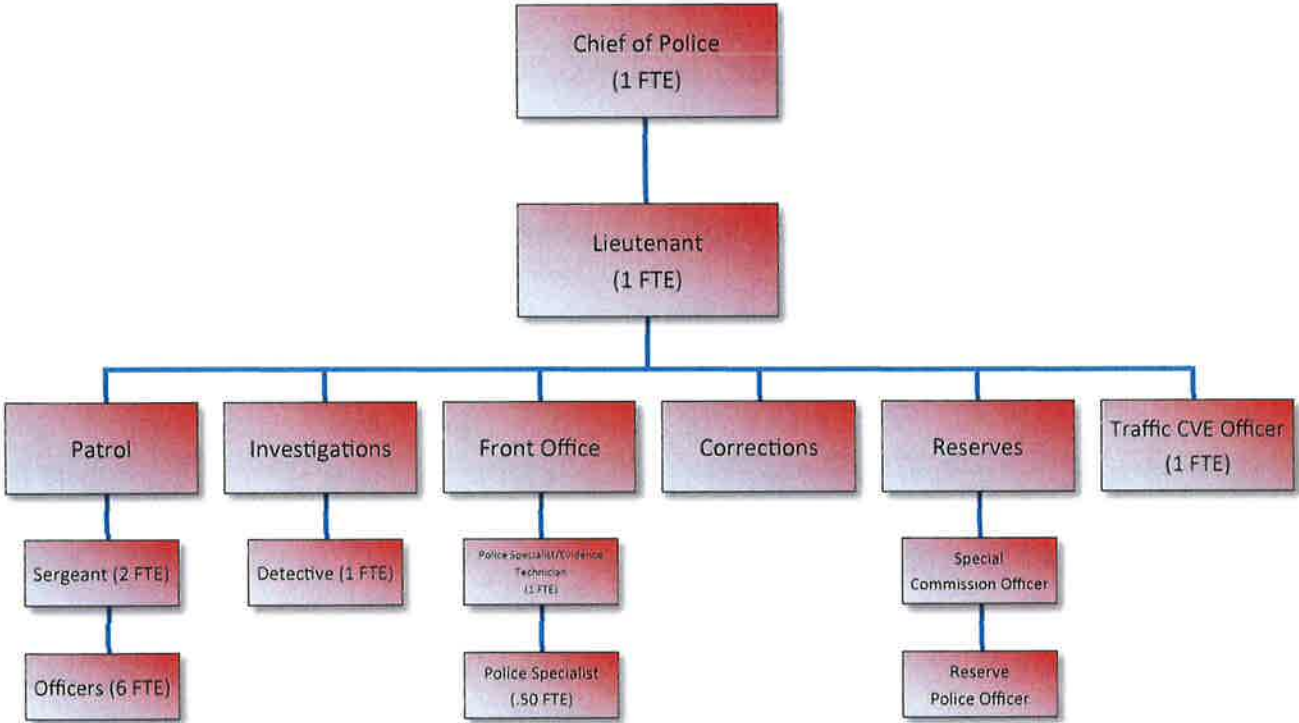 Chief of Police
(1 FTE)
Lieutenant
(1 FTE)
Patrol
Investigations
Front Office
Corrections
Reserves
Traffic CVE Officer
(1 FTE)
Sergeant (2 FTE)
Detective (1 FTE)
Police Specialist/Evidence
Technician
(1 FTE)
Special
Commission Officer
Officers (6 FTE)
Police Specialist
(.50 FTE)
Reserve
Police Officer